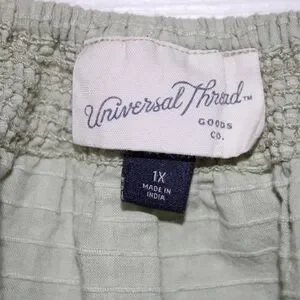 Universal Thread™
GOODS
CO.
1X
MADE IN
INDIA